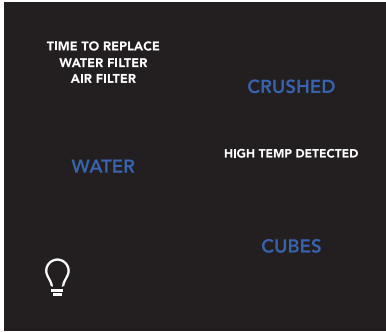 TIME TO REPLACE
WATER FILTER
AIR FILTER
CRUSHED
HIGH TEMP DETECTED
WATER
CUBES